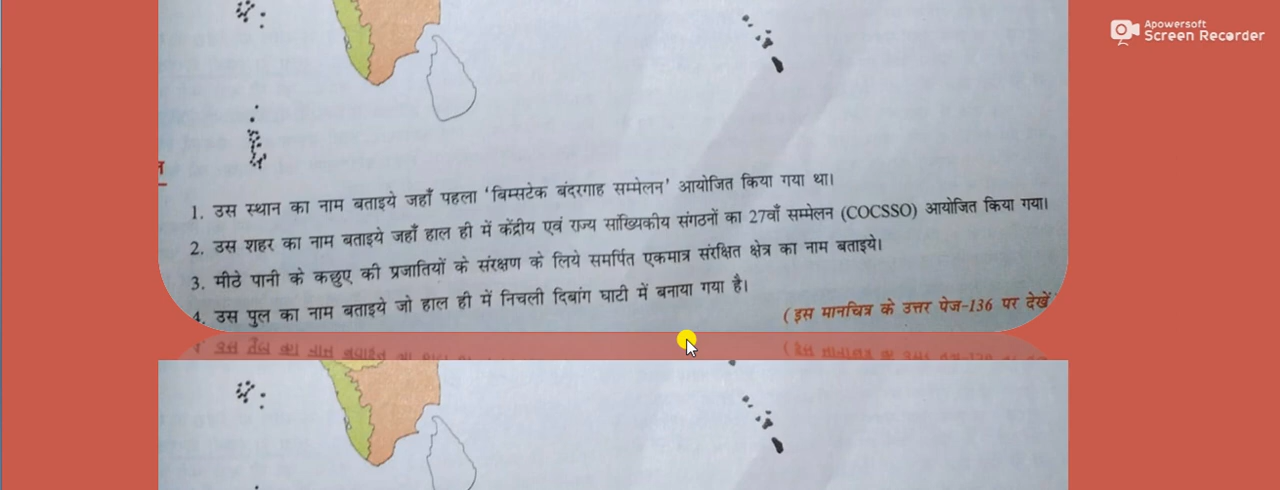 Apowersoft
Screen Recorder
1. उस स्थान का नाम बताइये जहाँ पहला 'बिम्सटेक बंदरगाह सम्मेलन' आयोजित किया गया था।
2. उस शहर का नाम बताइये जहाँ हाल ही में केंद्रीय एवं राज्य सांख्यिकीय संगठनों का 27वाँ सम्मेलन (COCSSO) आयोजित किया गया।
3. मीठे पानी के कछुए की प्रजातियों के संरक्षण के लिये समर्पित एकमात्र संरक्षित क्षेत्र का नाम बताइये।
4. उस पुल का नाम बताइये जो हाल ही में निचली दिबांग घाटी में बनाया गया है।
(इस मानचित्र के उत्तर पेज-136 पर देखें